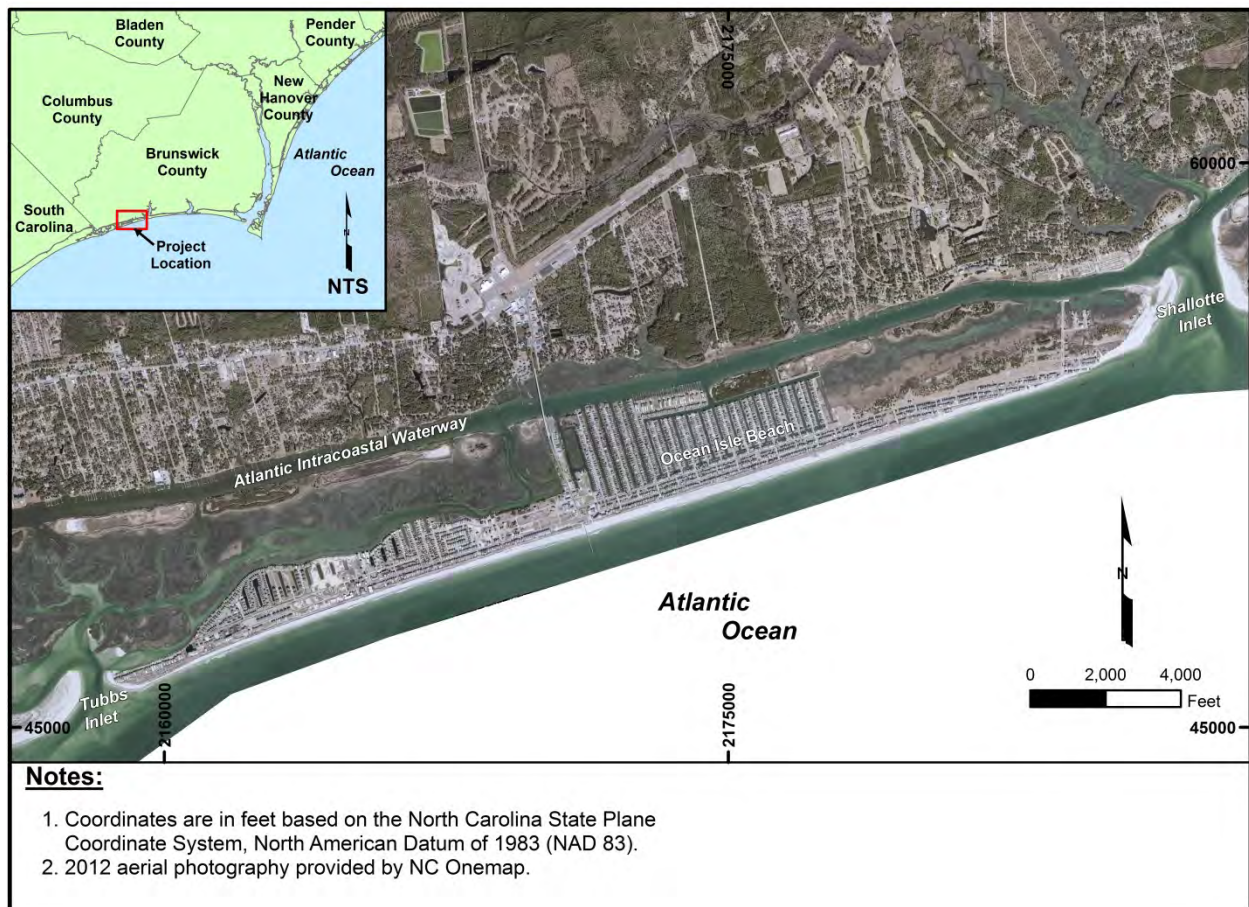 Bladen
County
Pender
County
New
Hanover
County
Columbus
County
Brunswick
County
Atlantic
Ocean
South
Carolina
Project
Location
N
NTS
2175000
60000
Shallotte
Inlet
Atlantic Intracoastal Waterway
Ocean Isle Beach
N
Atlantic
Ocean
0 2,000 4,000
Feet
Tubbs
Inlet
45000
2160000
2175000
45000
Notes:
1. Coordinates are in feet based on the North Carolina State Plane
Coordinate System, North American Datum of 1983 (NAD 83).
2. 2012 aerial photography provided by NC Onemap.